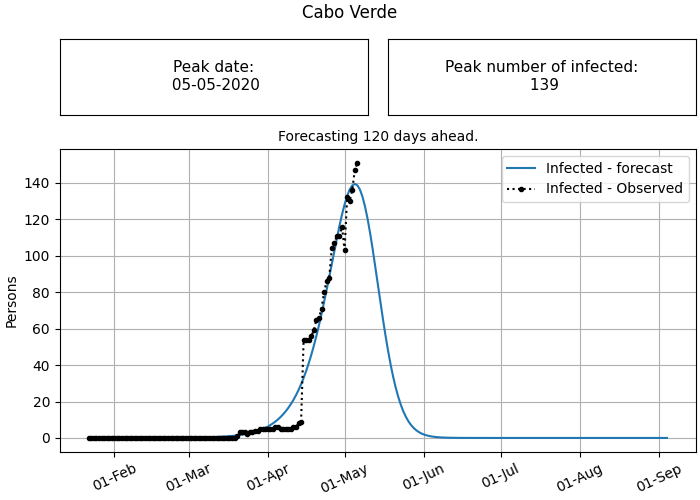 Cabo Verde
Peak date:
05-05-2020
Peak number of infected:
139
Forecasting 120 days ahead.
Infected - forecast
Infected - Observed
Persons
140
120
100
80
60
40
20
0
01-Feb
01-Mar
01-Apr
01-May
01-Jun
01-Jul
01-Aug
01-Sep